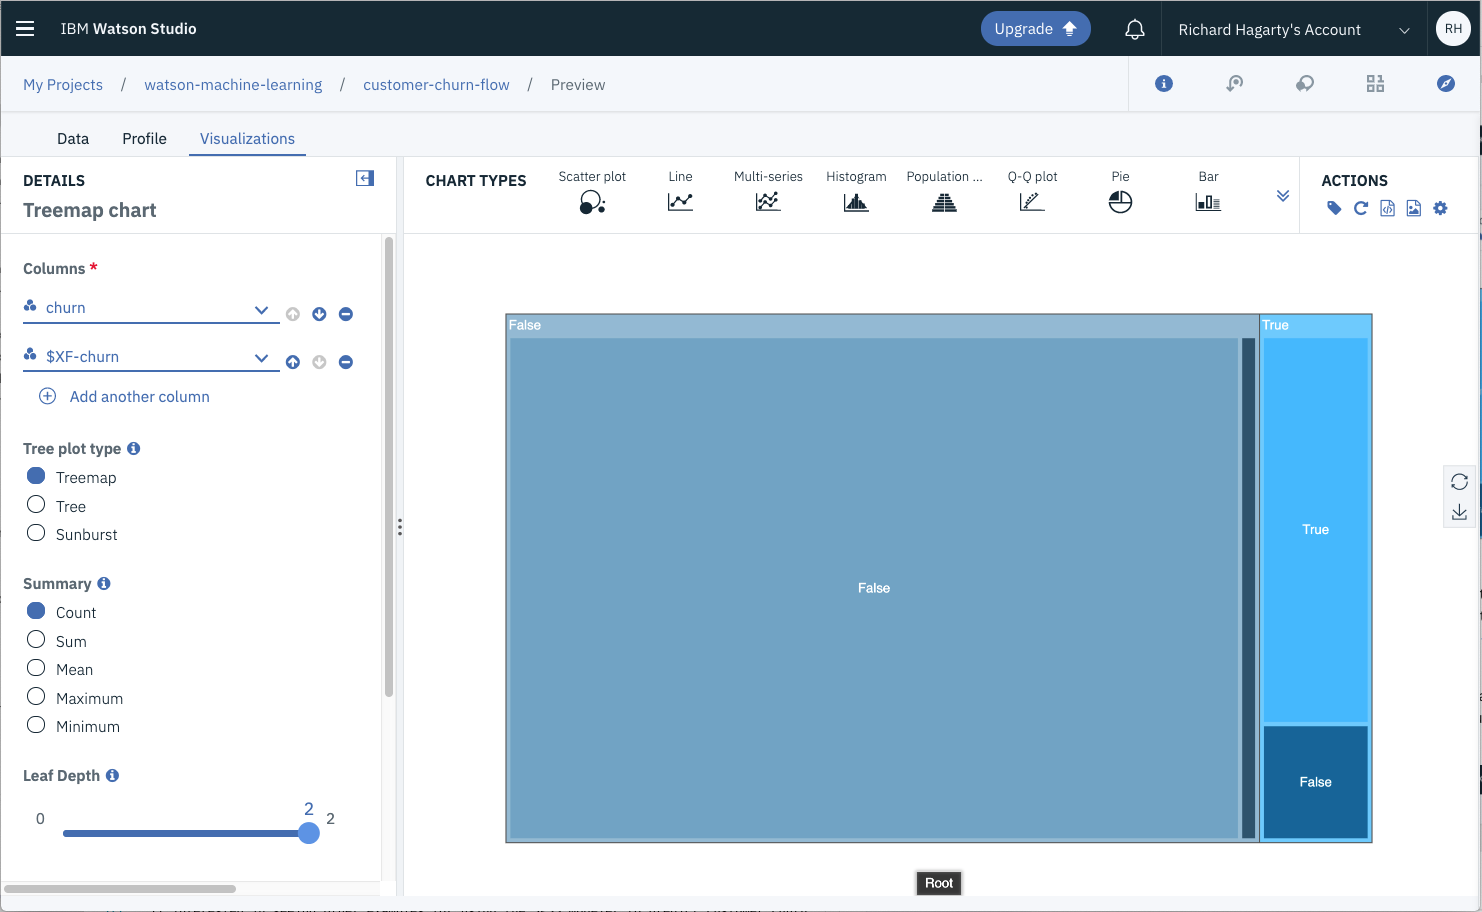 IBM Watson Studio
Upgrade
Richard Hagarty's Account
RH
My Projects / watson-machine-learning / customer-churn-flow / Preview
Data
Profile
Visualizations
DETAILS
Treemap chart
CHART TYPES
Scatter plot
Line
Multi-series
Histogram
Population ...
Q-Q plot
Pie
Bar
ACTIONS
Columns *
churn
$XF-churn
Add another column
Tree plot type
Treemap
Tree
Sunburst
Summary
Count
Sum
Mean
Maximum
Minimum
Leaf Depth
0
2
2
False
True
False
True
False
Root